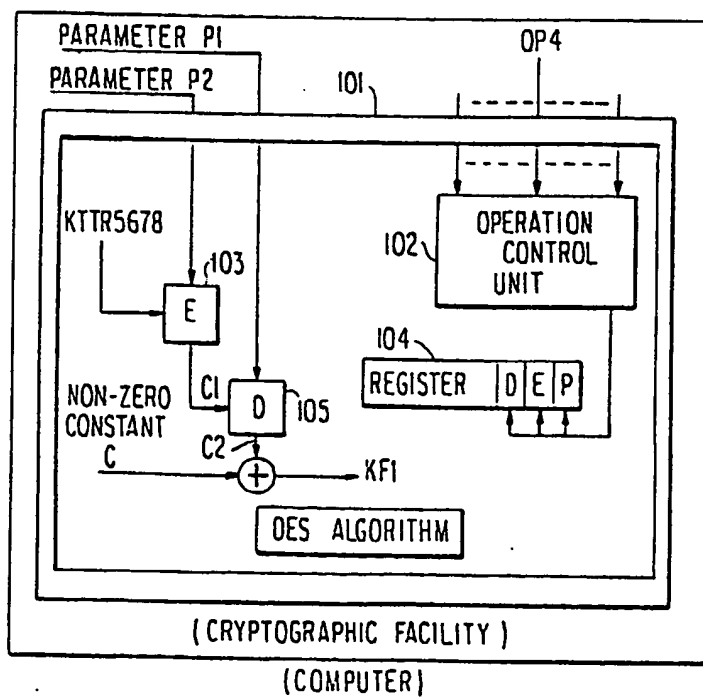 PARAMETER P1
OP4
PARAMETER P2
101
KTTR5678
103
E
102
OPERATION
CONTROL
UNIT
104
REGISTER D E P
NON-ZERO
CONSTANT
C
C1
D
105
C2
+
KF1
DES ALGORITHM
(CRYPTOGRAPHIC FACILITY)
(COMPUTER)